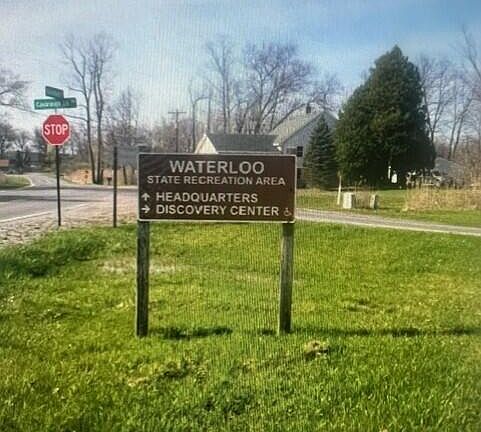 STOP
WATERLOO
STATE RECREATION AREA
↑ HEADQUARTERS
→ DISCOVERY CENTER